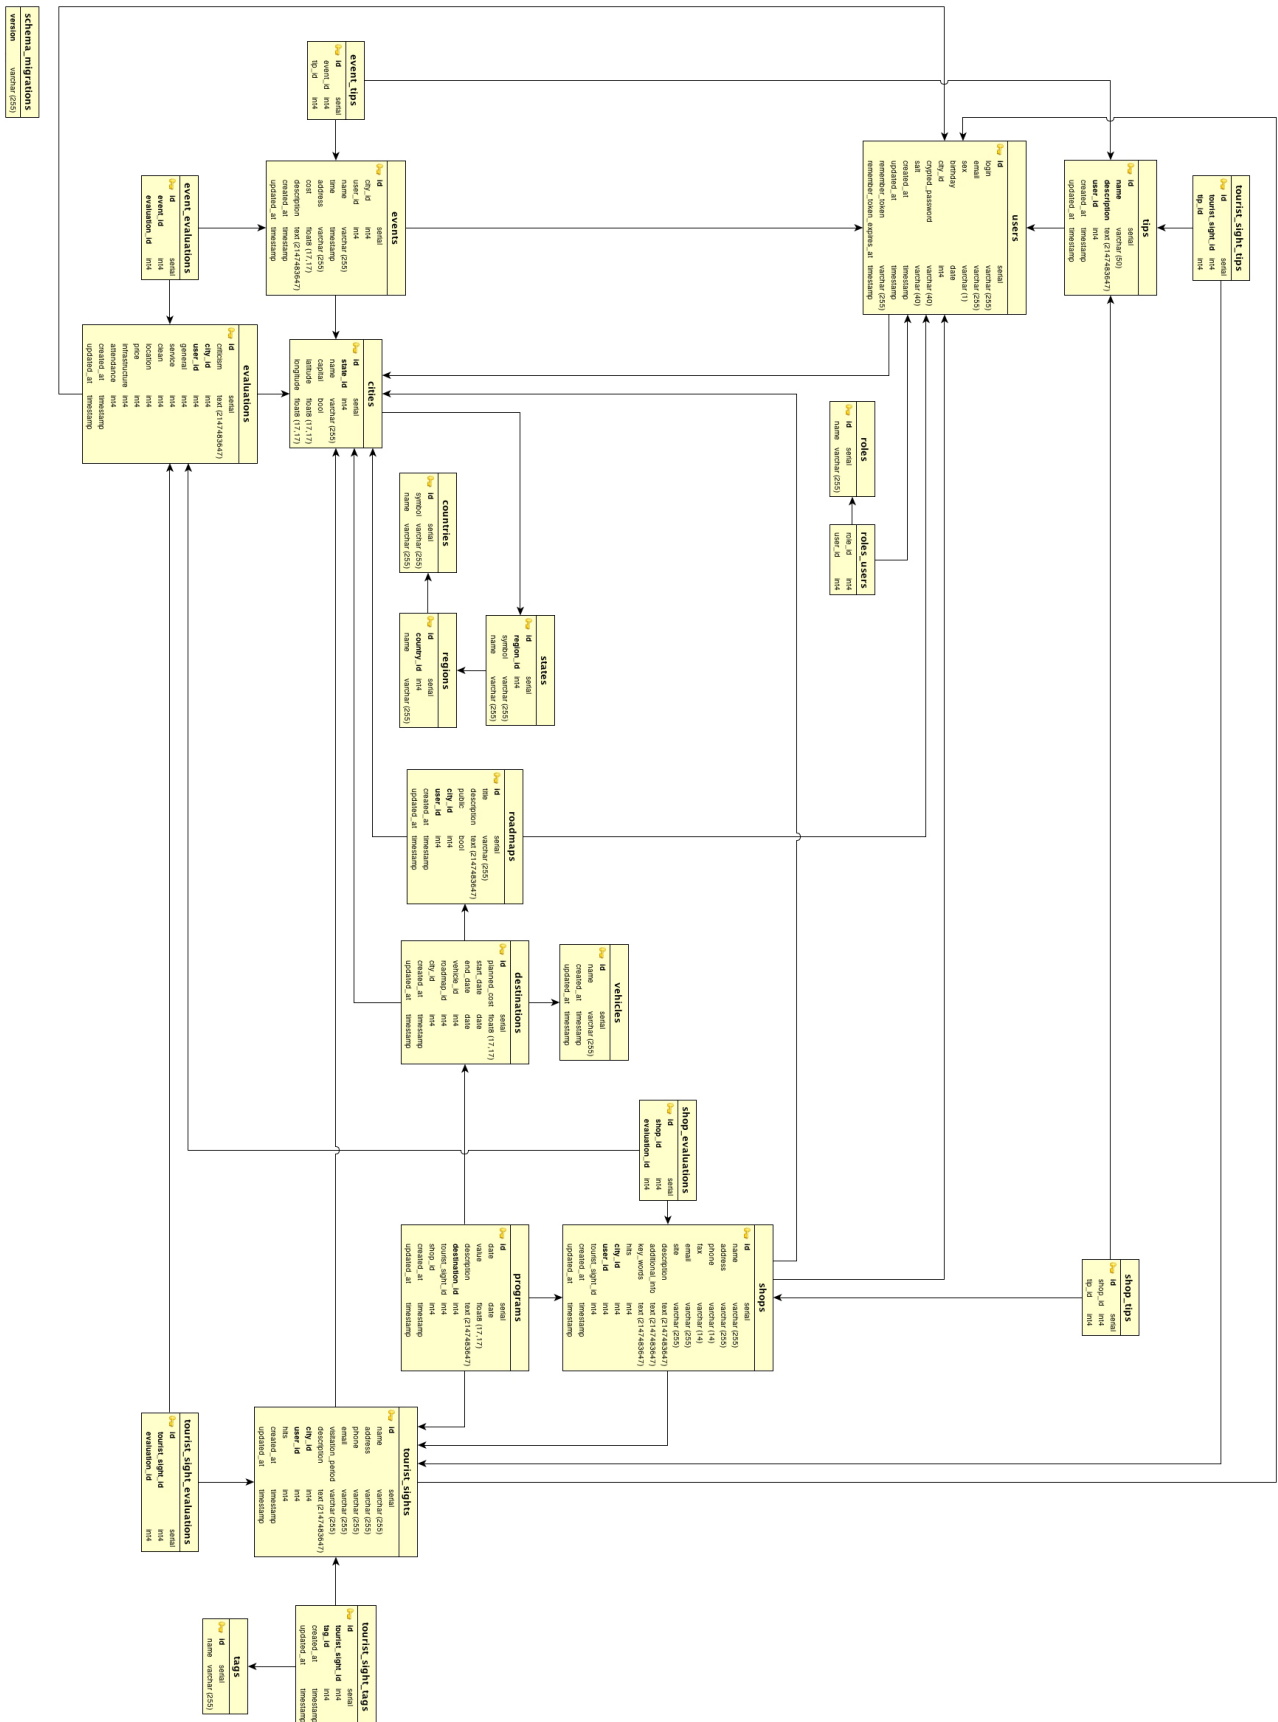 tourist_sight_tips
id serial
tourist_sight_id int4
tip_id int4
tips
id serial
name varchar (50)
description text (2147483647)
user_id int4
created_at timestamp
updated_at timestamp
shop_tips
id serial
shop_id int4
tip_id int4
users
id serial
login varchar (255)
email varchar (255)
sex varchar (1)
birthday date
city_id int4
crypted_password varchar (40)
salt varchar (40)
created_at timestamp
updated_at timestamp
remember_token varchar (255)
remember_token_expires_at timestamp
roles
id serial
name varchar (255)
roles_users
role_id int4
user_id int4
shops
id serial
name varchar (255)
address varchar (255)
phone varchar (14)
fax varchar (14)
email varchar (255)
site varchar (255)
description text (2147483647)
additional_info text (2147483647)
key_words text (2147483647)
hits int4
city_id int4
user_id int4
tourist_sight_id int4
created_at timestamp
updated_at timestamp
shop_evaluations
id serial
shop_id int4
evaluation_id int4
vehicles
id serial
name varchar (255)
created_at timestamp
updated_at timestamp
states
id serial
region_id int4
symbol varchar (255)
name varchar (255)
roadmaps
id serial
title varchar (255)
description text (2147483647)
public bool
city_id int4
user_id int4
created_at timestamp
updated_at timestamp
destinations
id serial
planned_cost float8 (17,17)
start_date date
end_date date
vehicle_id int4
roadmap_id int4
city_id int4
created_at timestamp
updated_at timestamp
programs
id serial
date date
value float8 (17,17)
description text (2147483647)
destination_id int4
tourist_sight_id int4
shop_id int4
created_at timestamp
updated_at timestamp
countries
id serial
symbol varchar (255)
name varchar (255)
regions
id serial
country_id int4
name varchar (255)
events
id serial
city_id int4
user_id int4
name varchar (255)
time timestamp
address varchar (255)
cost float8 (17,17)
description text (2147483647)
created_at timestamp
updated_at timestamp
cities
id serial
state_id int4
name varchar (255)
capital bool
latitude float8 (17,17)
longitude float8 (17,17)
tourist_sights
id serial
name varchar (255)
address varchar (255)
phone varchar (255)
email varchar (255)
visitation_period varchar (255)
description text (2147483647)
city_id int4
user_id int4
hits int4
created_at timestamp
updated_at timestamp
event_tips
id serial
event_id int4
tip_id int4
tourist_sight_tags
id serial
tourist_sight_id int4
tag_id int4
created_at timestamp
updated_at timestamp
evaluations
id serial
criticism text (2147483647)
city_id int4
user_id int4
general int4
service int4
clean int4
location int4
price int4
infrastructure int4
attendance int4
created_at timestamp
updated_at timestamp
tags
id serial
name varchar (255)
event_evaluations
id serial
event_id int4
evaluation_id int4
tourist_sight_evaluations
id serial
tourist_sight_id int4
evaluation_id int4
schema_migrations
version varchar (255)